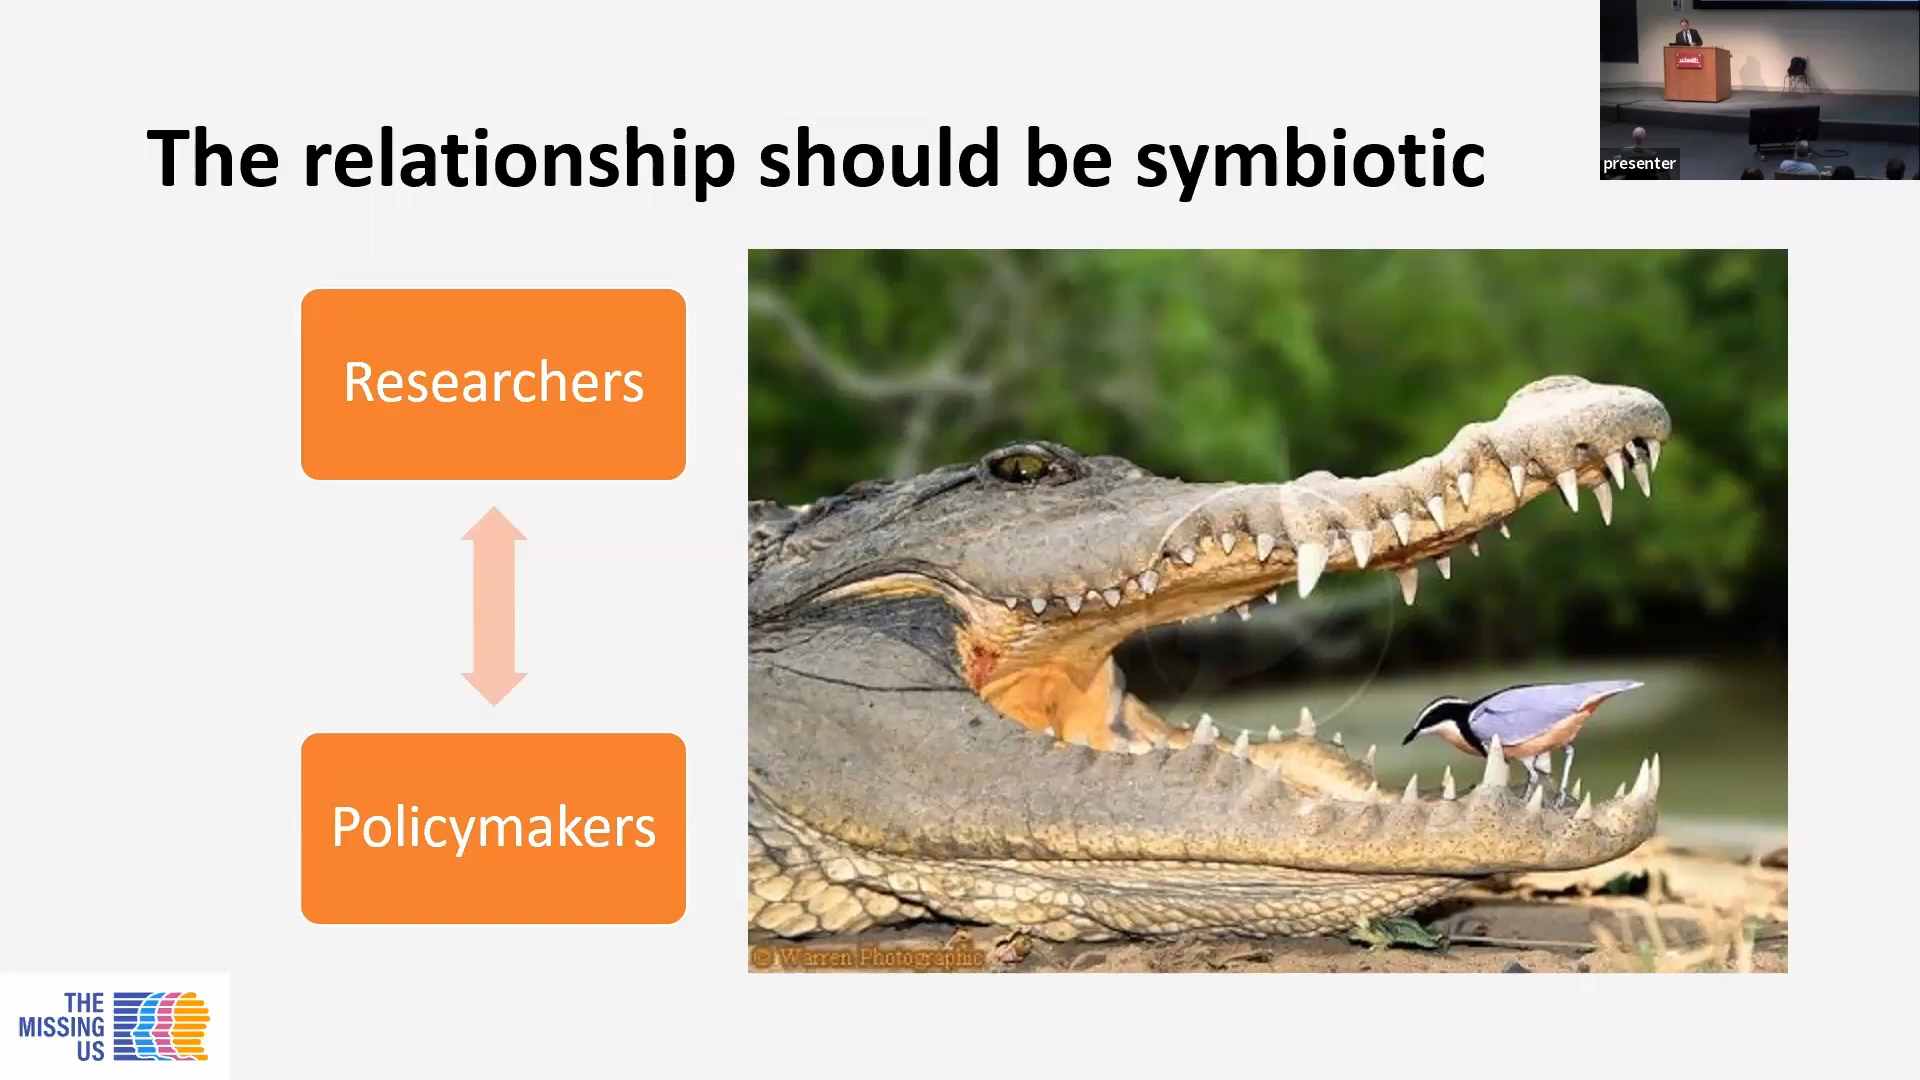 The relationship should be symbiotic
presenter
Researchers
Policymakers
© Warren Photographic
THE
MISSING
US